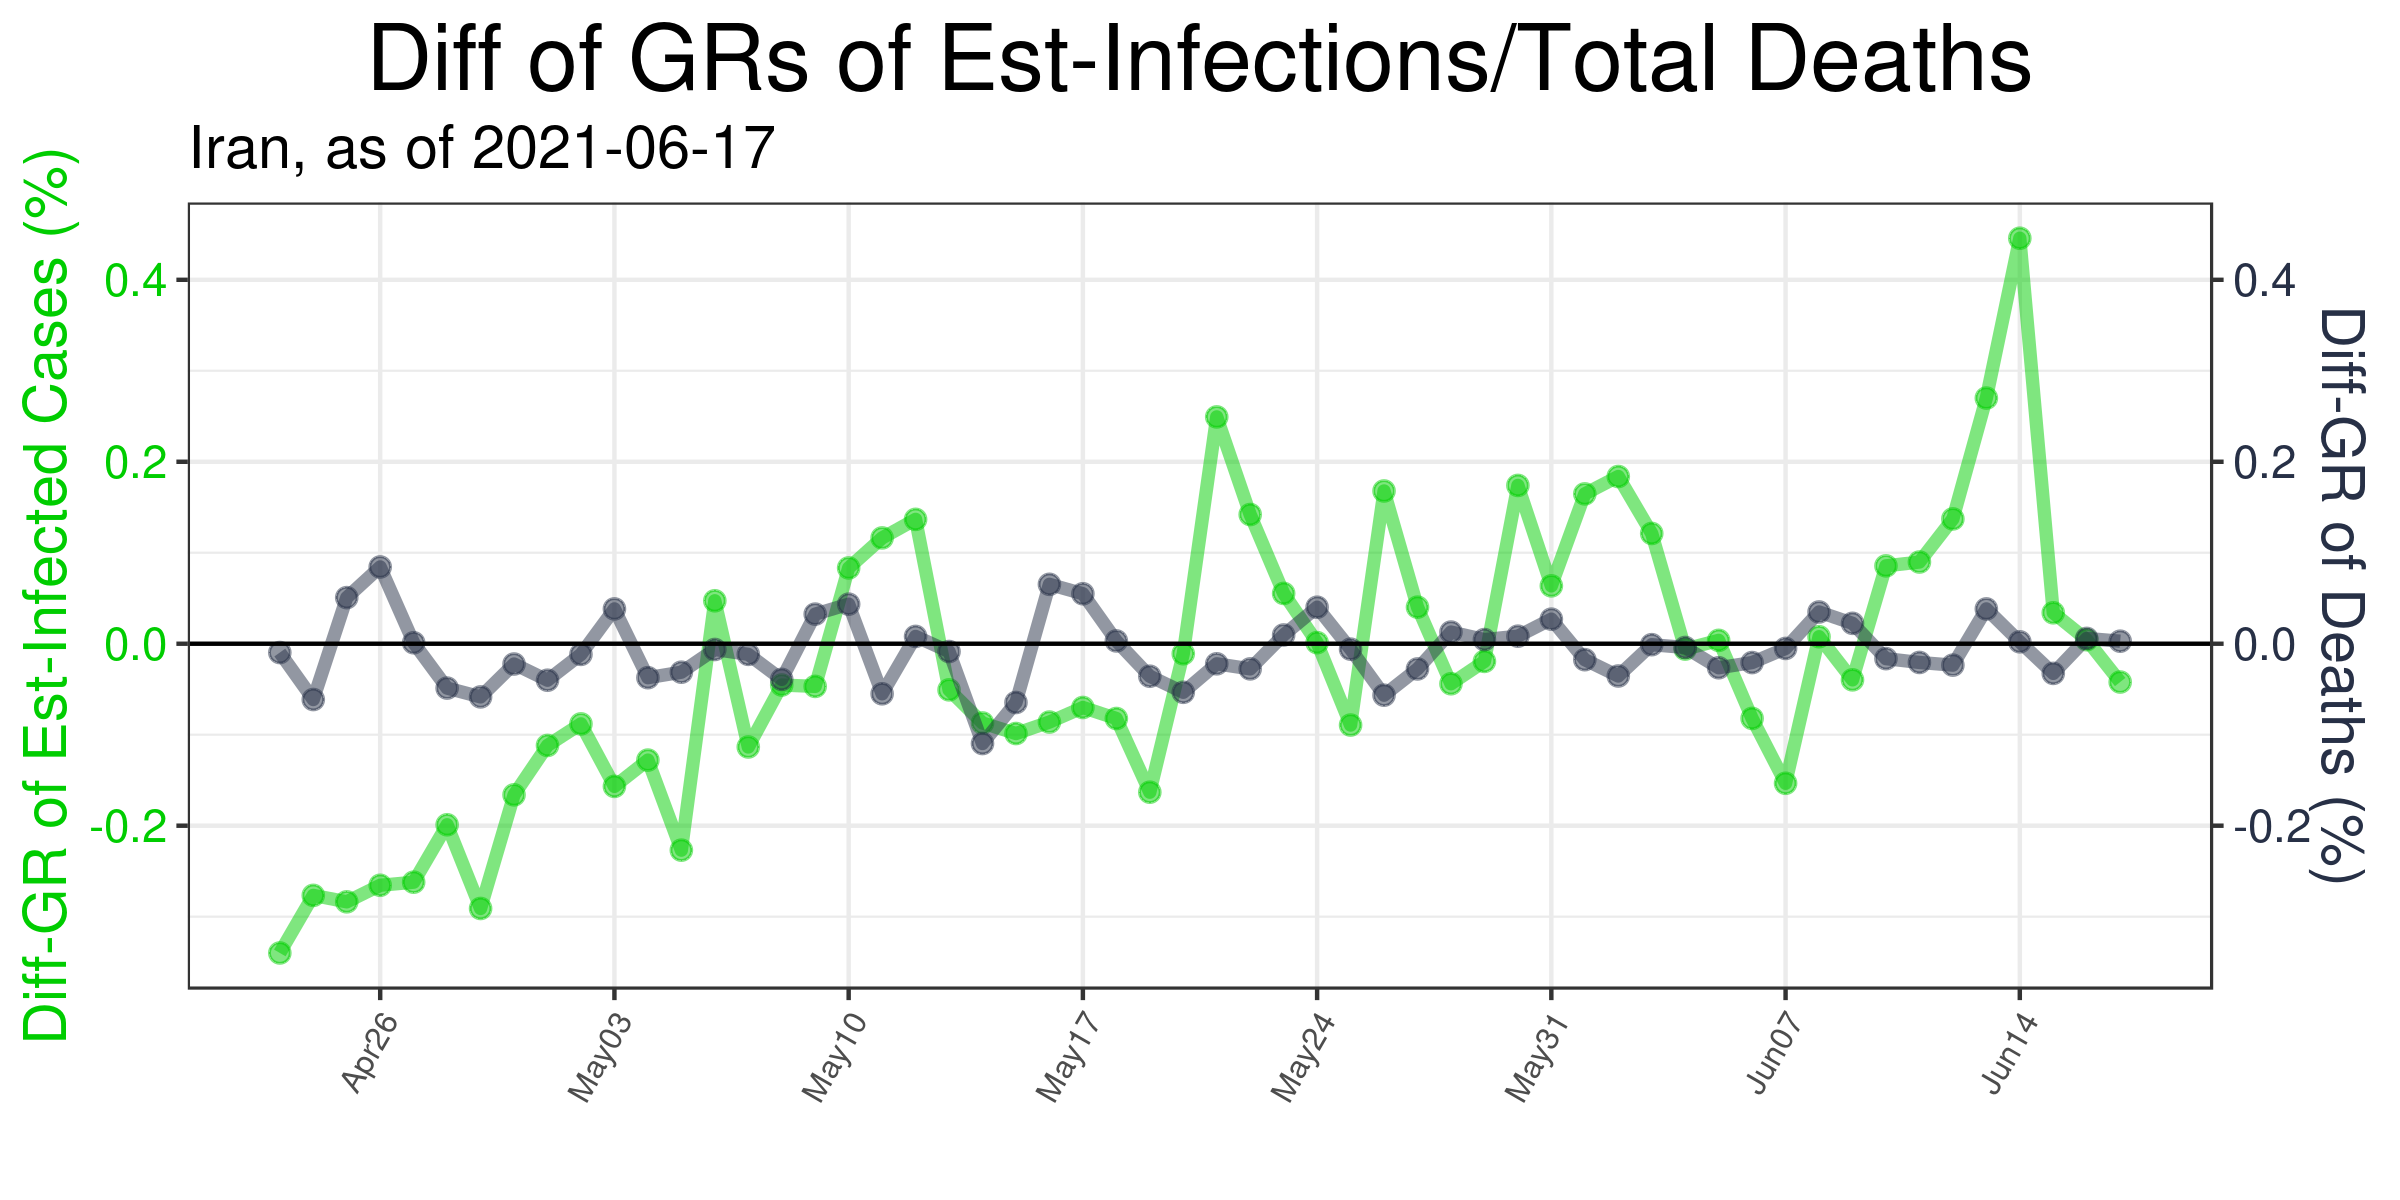 Diff of GRs of Est-Infections/Total Deaths
Iran, as of 2021-06-17
Diff-GR of Est-Infected Cases (%)
0.4
0.2
0.0
-0.2
0.4
0.2
0.0
-0.2
Diff-GR of Deaths (%)
Apr26
May03
May10
May17
May24
May31
Jun07
Jun14